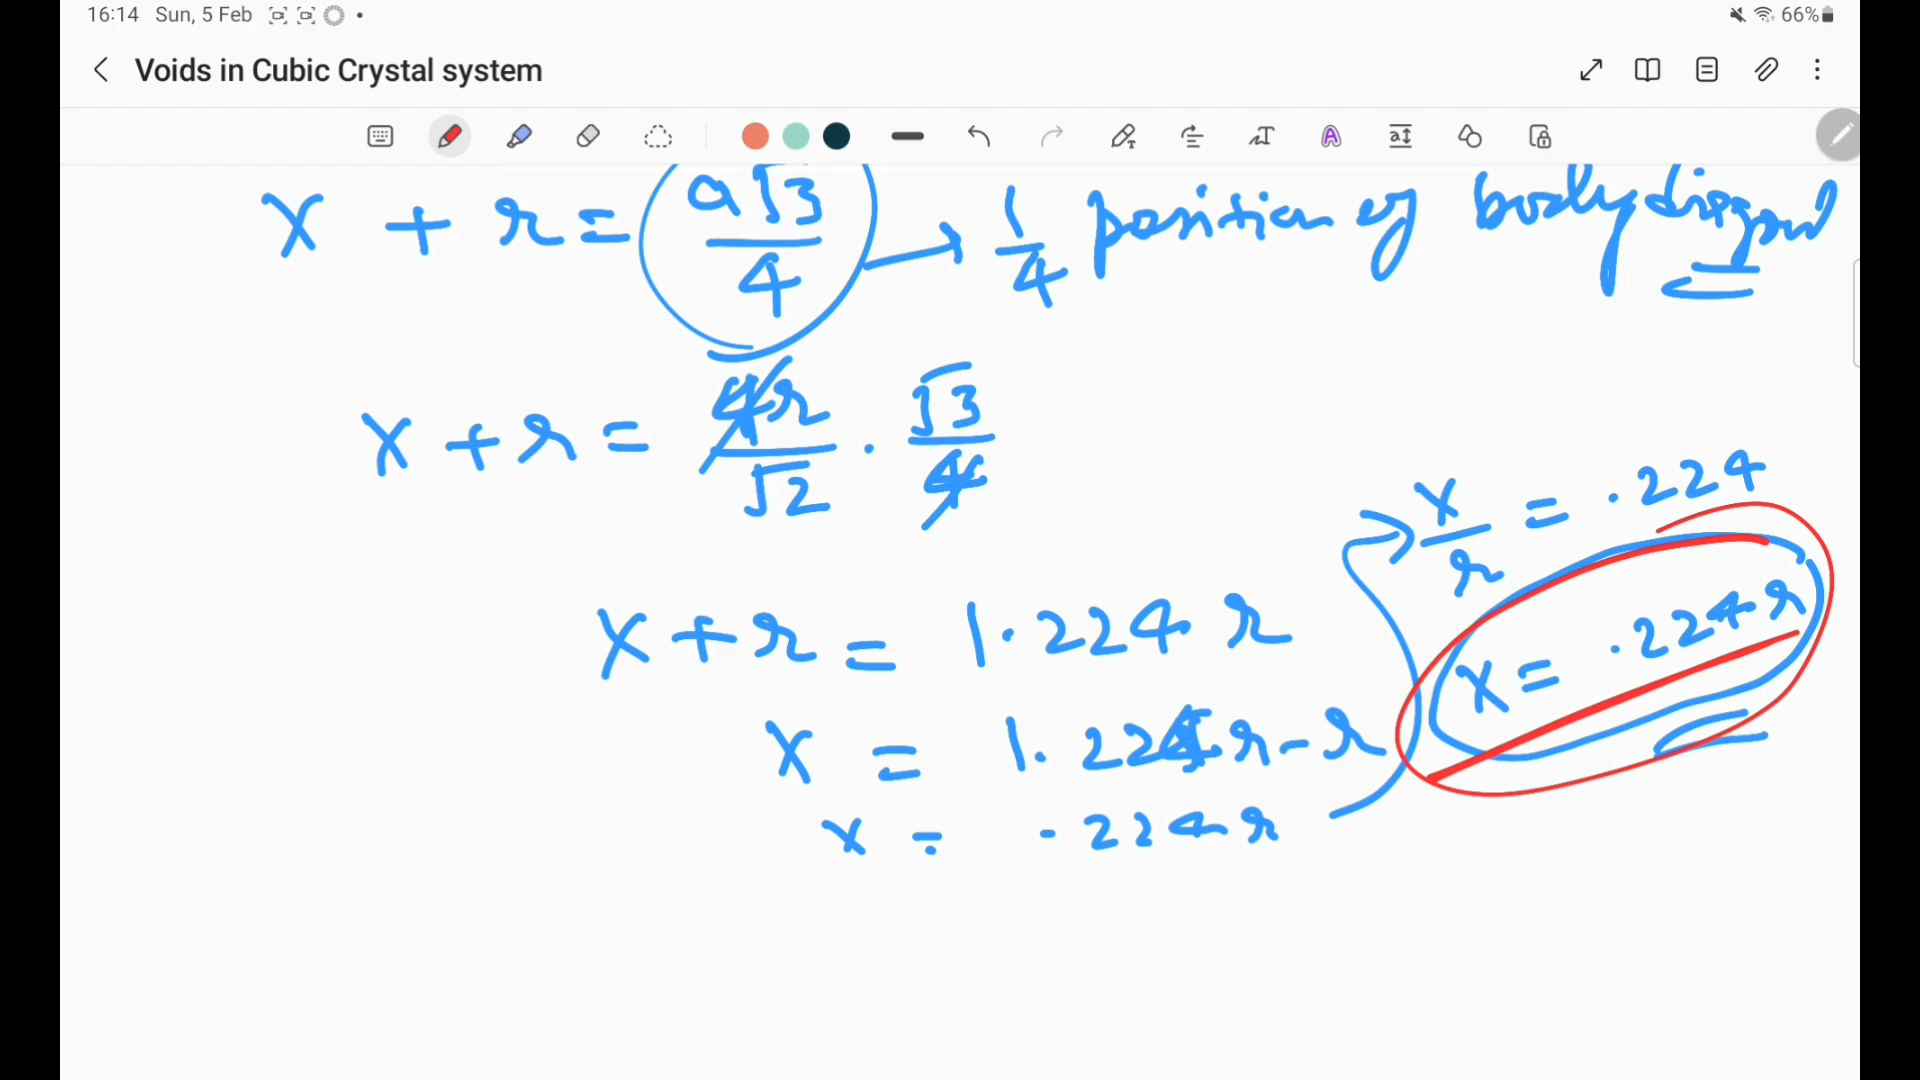 16:14 Sun, 5 Feb 66%
Voids in Cubic Crystal system
x + r = a√3/4 → 1/4 position of body diagonal
x + r = 4r/√2 · √3/4
x/r = .224
x + r = 1.224 r
x = .224 r
x = 1.224 r - r
x = .224 r